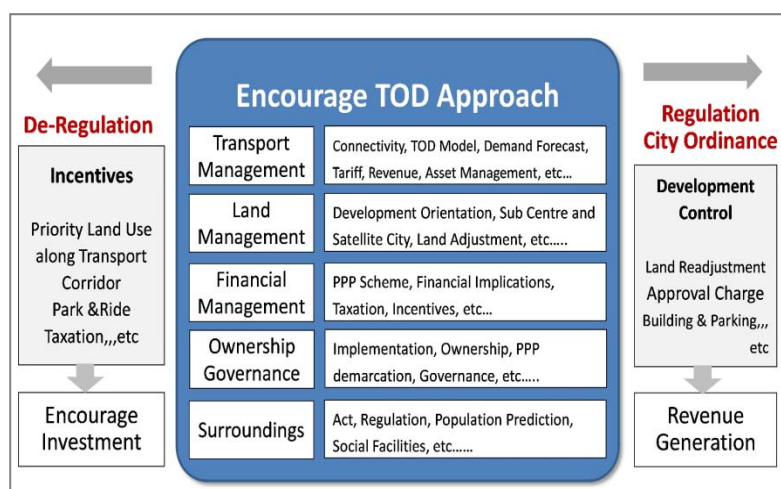 De-Regulation
Incentives
Priority Land Use
along Transport
Corridor
Park &Ride
Taxation,,,etc
Encourage
Investment
Encourage TOD Approach
Transport
Management
Connectivity, TOD Model, Demand Forecast,
Tariff, Revenue, Asset Management, etc...
Land
Management
Development Orientation, Sub Centre and
Satellite City, Land Adjustment, etc.....
Financial
Management
PPP Scheme, Financial Implications,
Taxation, Incentives, etc...
Ownership
Governance
Implementation, Ownership, PPP
demarcation, Governance, etc.....
Surroundings
Act, Regulation, Population Prediction,
Social Facilities, etc......
Regulation
City Ordinance
Development
Control
Land Readjustment
Approval Charge
Building & Parking,,,
etc
Revenue
Generation